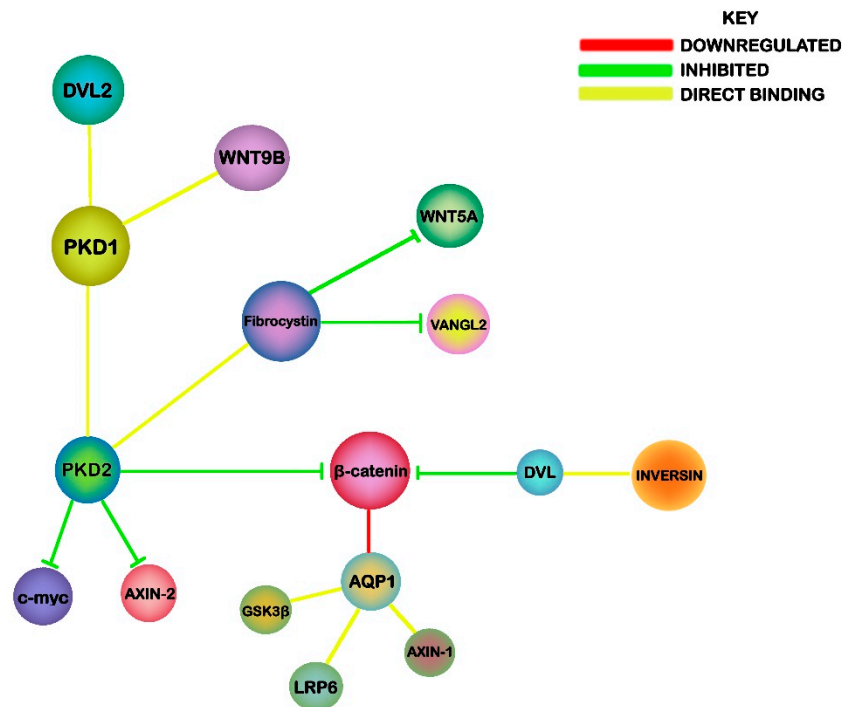 KEY
DOWNREGULATED
INHIBITED
DIRECT BINDING
DVL2
WNT9B
WNT5A
PKD1
Fibrocystin
VANGL2
PKD2
β-catenin
DVL
INVERSIN
c-myc
AXIN-2
AQP1
GSK3β
AXIN-1
LRP6